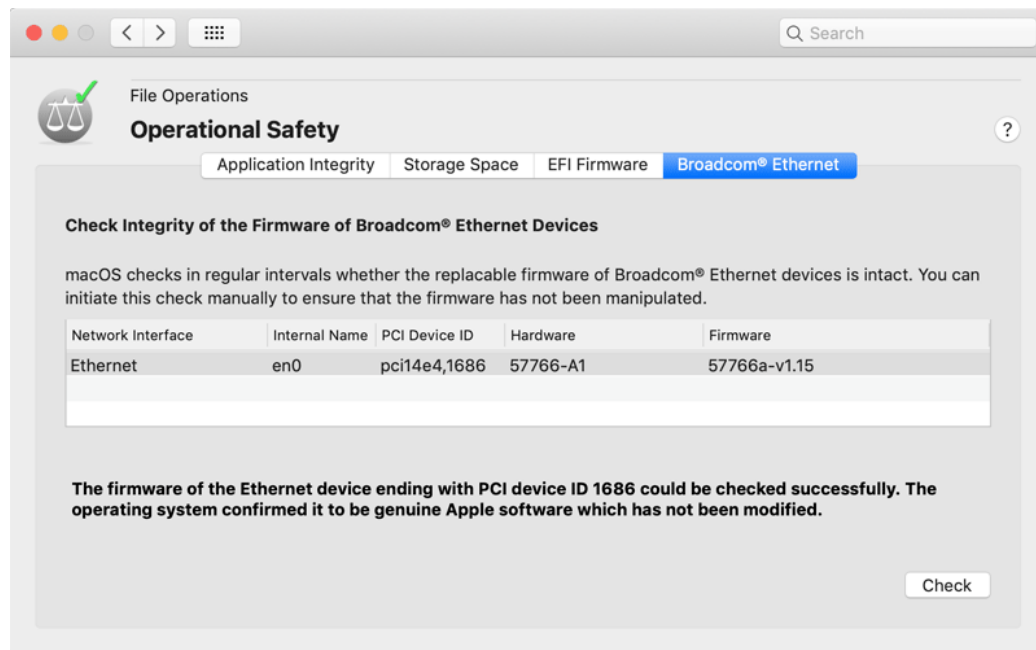 Search
File Operations
Operational Safety
?
Application Integrity Storage Space EFI Firmware Broadcom® Ethernet
Check Integrity of the Firmware of Broadcom® Ethernet Devices
macOS checks in regular intervals whether the replacable firmware of Broadcom® Ethernet devices is intact. You can
initiate this check manually to ensure that the firmware has not been manipulated.
Network Interface Internal Name PCI Device ID Hardware Firmware
Ethernet en0 pci14e4,1686 57766-A1 57766a-v1.15
The firmware of the Ethernet device ending with PCI device ID 1686 could be checked successfully. The
operating system confirmed it to be genuine Apple software which has not been modified.
Check